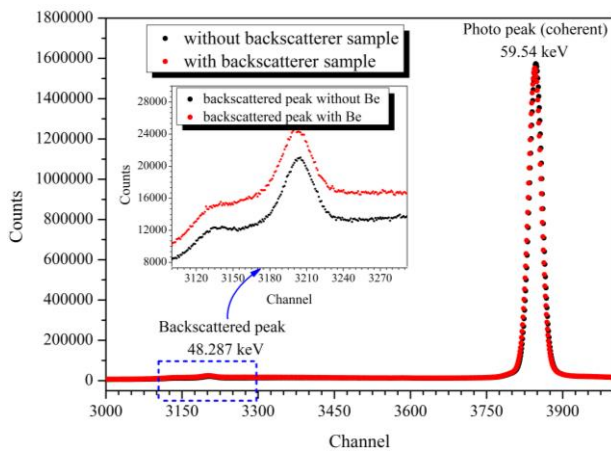 1800000
1600000
1400000
1200000
1000000
800000
600000
400000
200000
0
Counts
without backscatterer sample
with backscatterer sample
Photo peak (coherent)
59.54 keV
backscattered peak without Be
backscattered peak with Be
28000
24000
20000
16000
12000
8000
Counts
3120 3150 3180 3210 3240 3270
Channel
Backscattered peak
48.287 keV
3000 3150 3300 3450 3600 3750 3900
Channel